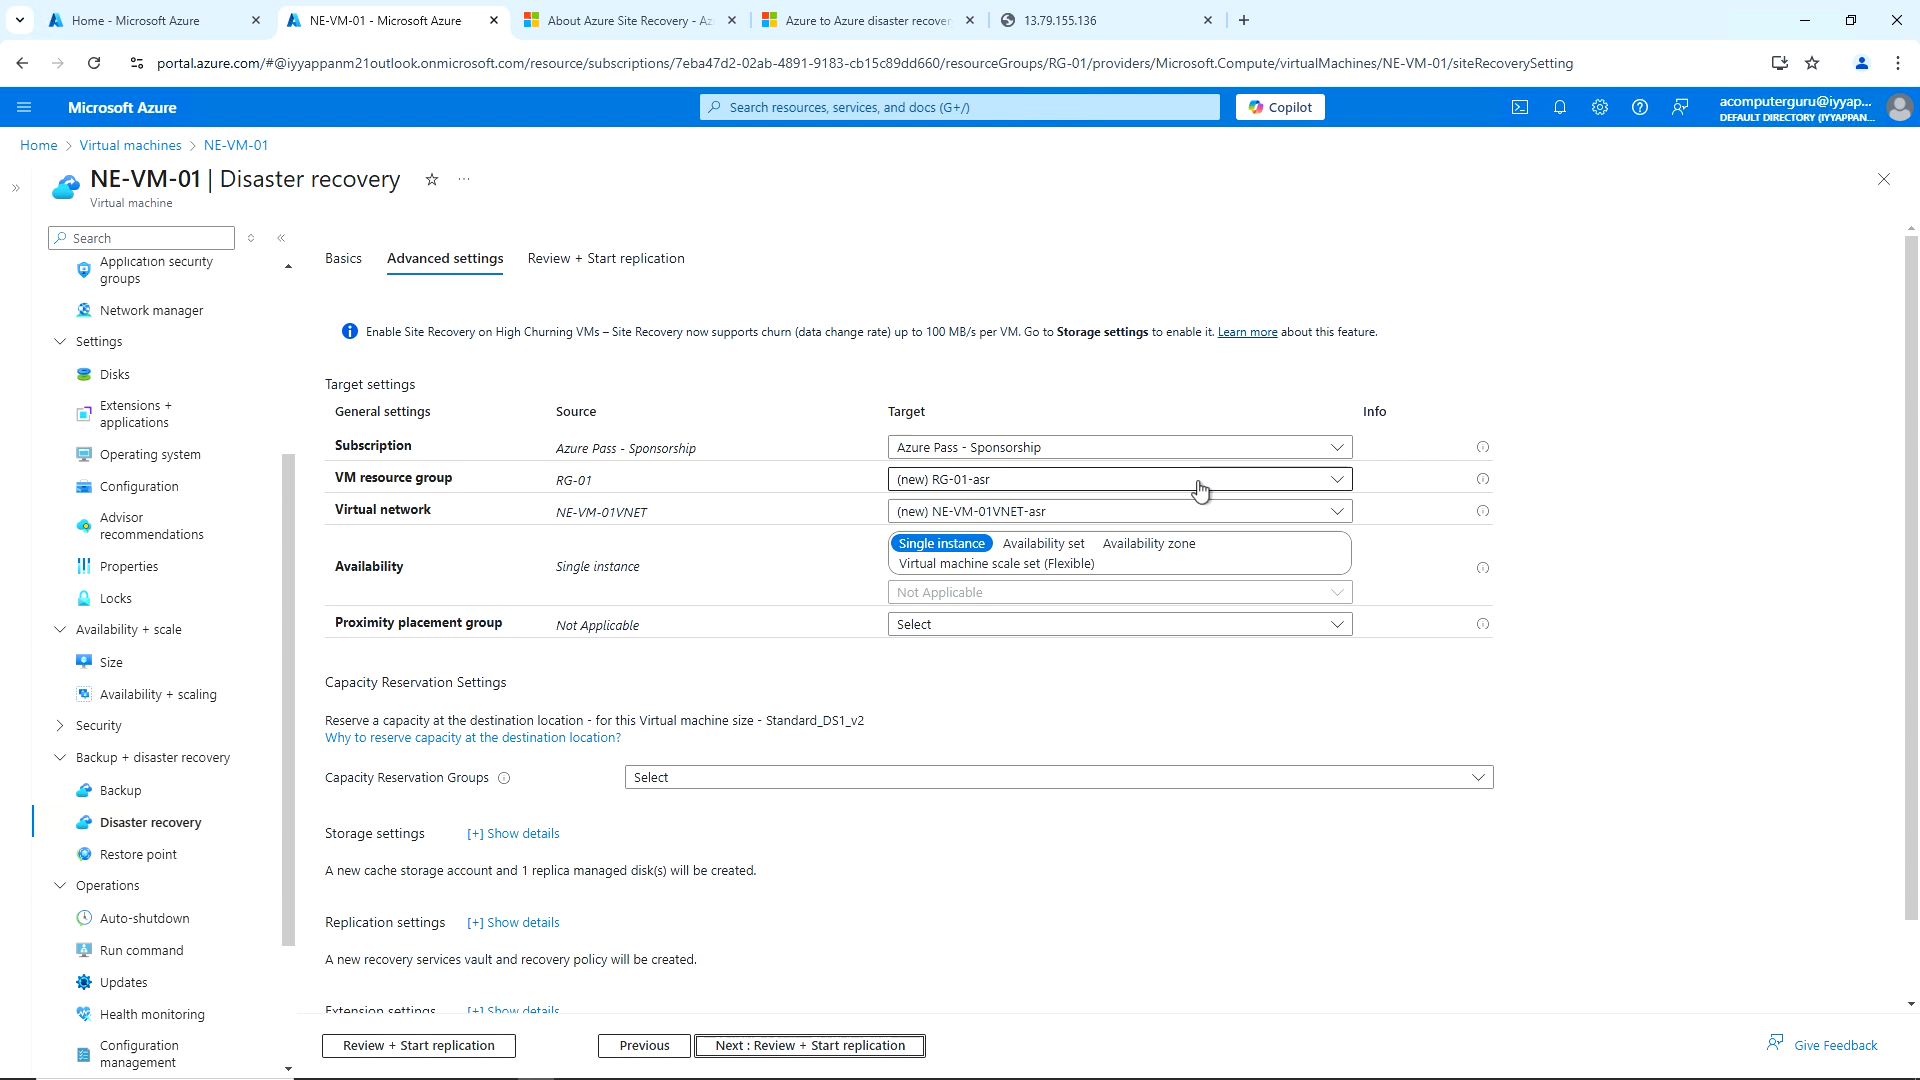 Home - Microsoft Azure
NE-VM-01 - Microsoft Azure
About Azure Site Recovery - Az
Azure to Azure disaster recover
13.79.155.136
portal.azure.com/#@iyyappanm21outlook.onmicrosoft.com/resource/subscriptions/7eba47d2-02ab-4891-9183-cb15c89dd660/resourceGroups/RG-01/providers/Microsoft.Compute/virtualMachines/NE-VM-01/siteRecoverySetting
Microsoft Azure
Search resources, services, and docs (G+/)
Copilot
acomputerguru@iyyap...
DEFAULT DIRECTORY (IYYAPPAN...
Home > Virtual machines > NE-VM-01
NE-VM-01 | Disaster recovery
Virtual machine
Search
Application security groups
Network manager
Settings
Disks
Extensions + applications
Operating system
Configuration
Advisor recommendations
Properties
Locks
Availability + scale
Size
Availability + scaling
Security
Backup + disaster recovery
Backup
Disaster recovery
Restore point
Operations
Auto-shutdown
Run command
Updates
Health monitoring
Configuration management
Basics
Advanced settings
Review + Start replication
Enable Site Recovery on High Churning VMs – Site Recovery now supports churn (data change rate) up to 100 MB/s per VM. Go to Storage settings to enable it. Learn more about this feature.
Target settings
General settings Source Target Info
Subscription Azure Pass - Sponsorship Azure Pass - Sponsorship
VM resource group RG-01 (new) RG-01-asr
Virtual network NE-VM-01VNET (new) NE-VM-01VNET-asr
Availability Single instance Single instance Availability set Availability zone
Virtual machine scale set (Flexible)
Not Applicable
Proximity placement group Not Applicable Select
Capacity Reservation Settings
Reserve a capacity at the destination location - for this Virtual machine size - Standard_DS1_v2
Why to reserve capacity at the destination location?
Capacity Reservation Groups Select
Storage settings [+] Show details
A new cache storage account and 1 replica managed disk(s) will be created.
Replication settings [+] Show details
A new recovery services vault and recovery policy will be created.
Extension settings [+] Show details
Review + Start replication
Previous
Next : Review + Start replication
Give Feedback